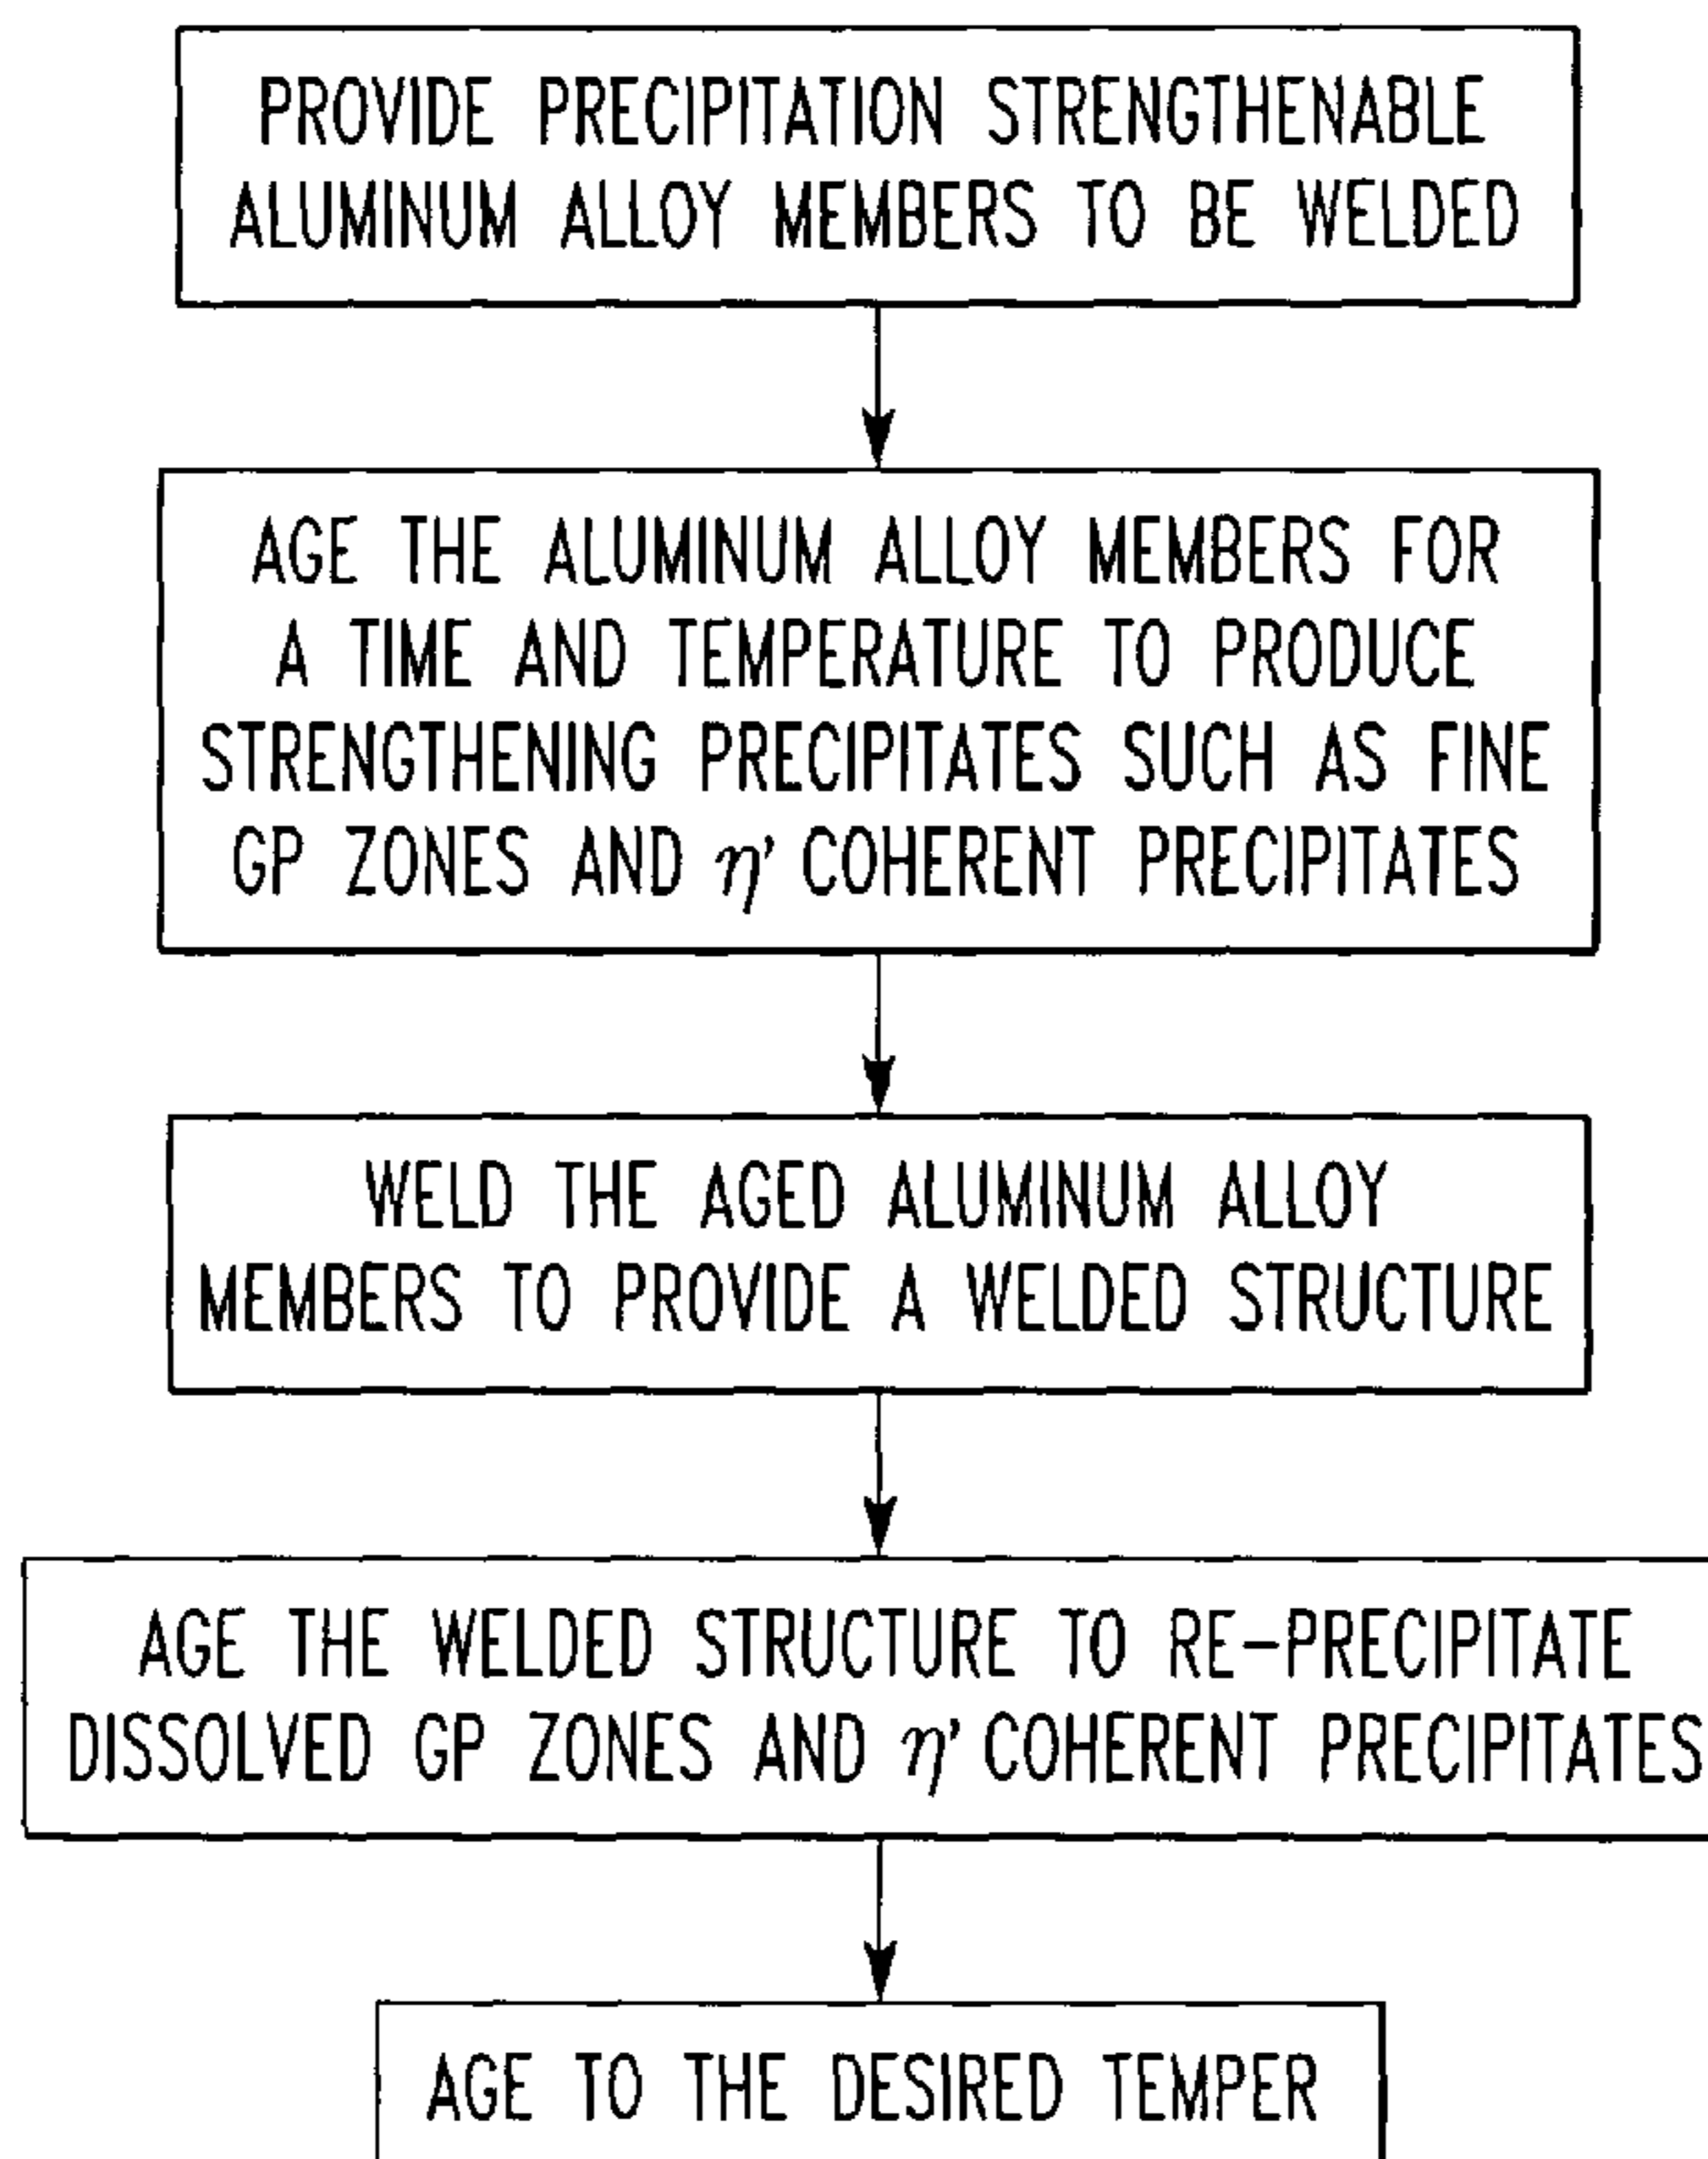 PROVIDE PRECIPITATION STRENGTHENABLE
ALUMINUM ALLOY MEMBERS TO BE WELDED
AGE THE ALUMINUM ALLOY MEMBERS FOR
A TIME AND TEMPERATURE TO PRODUCE
STRENGTHENING PRECIPITATES SUCH AS FINE
GP ZONES AND η' COHERENT PRECIPITATES
WELD THE AGED ALUMINUM ALLOY
MEMBERS TO PROVIDE A WELDED STRUCTURE
AGE THE WELDED STRUCTURE TO RE-PRECIPITATE
DISSOLVED GP ZONES AND η' COHERENT PRECIPITATES
AGE TO THE DESIRED TEMPER